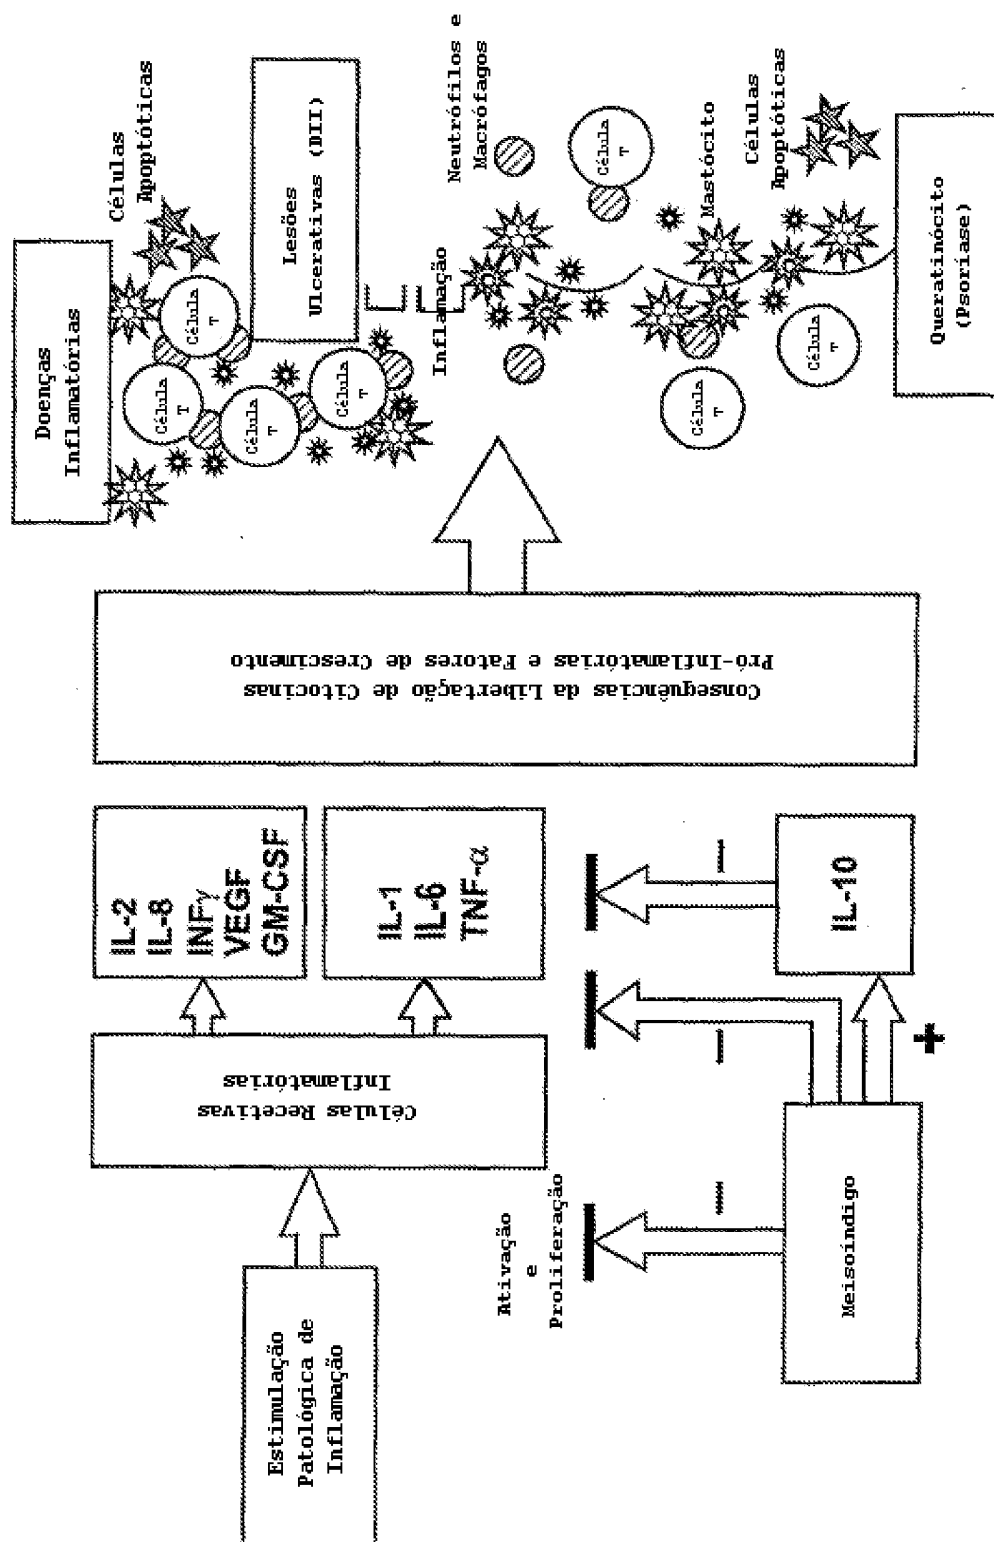 Estimulação
Patológica de
Inflamação
Células Recetivas
Inflamatórias
IL-2
IL-8
INFγ
VEGF
GM-CSF
IL-1
IL-6
TNF-α
Ativação
e
Proliferação
Meisoíndigo
—
—
—
+
IL-10
Consequências da Libertação de Citocinas
Pró-Inflamatórias e Fatores de Crescimento
Doenças
Inflamatórias
Células
Apoptóticas
Célula
T
Célula
T
Célula
T
Célula
T
Lesões
Ulcerativas (DII)
Inflamação
Neutrófilos e
Macrófagos
Célula
T
Mastócito
Células
Apoptóticas
Célula
T
Célula
T
Queratinócito
(Psoríase)